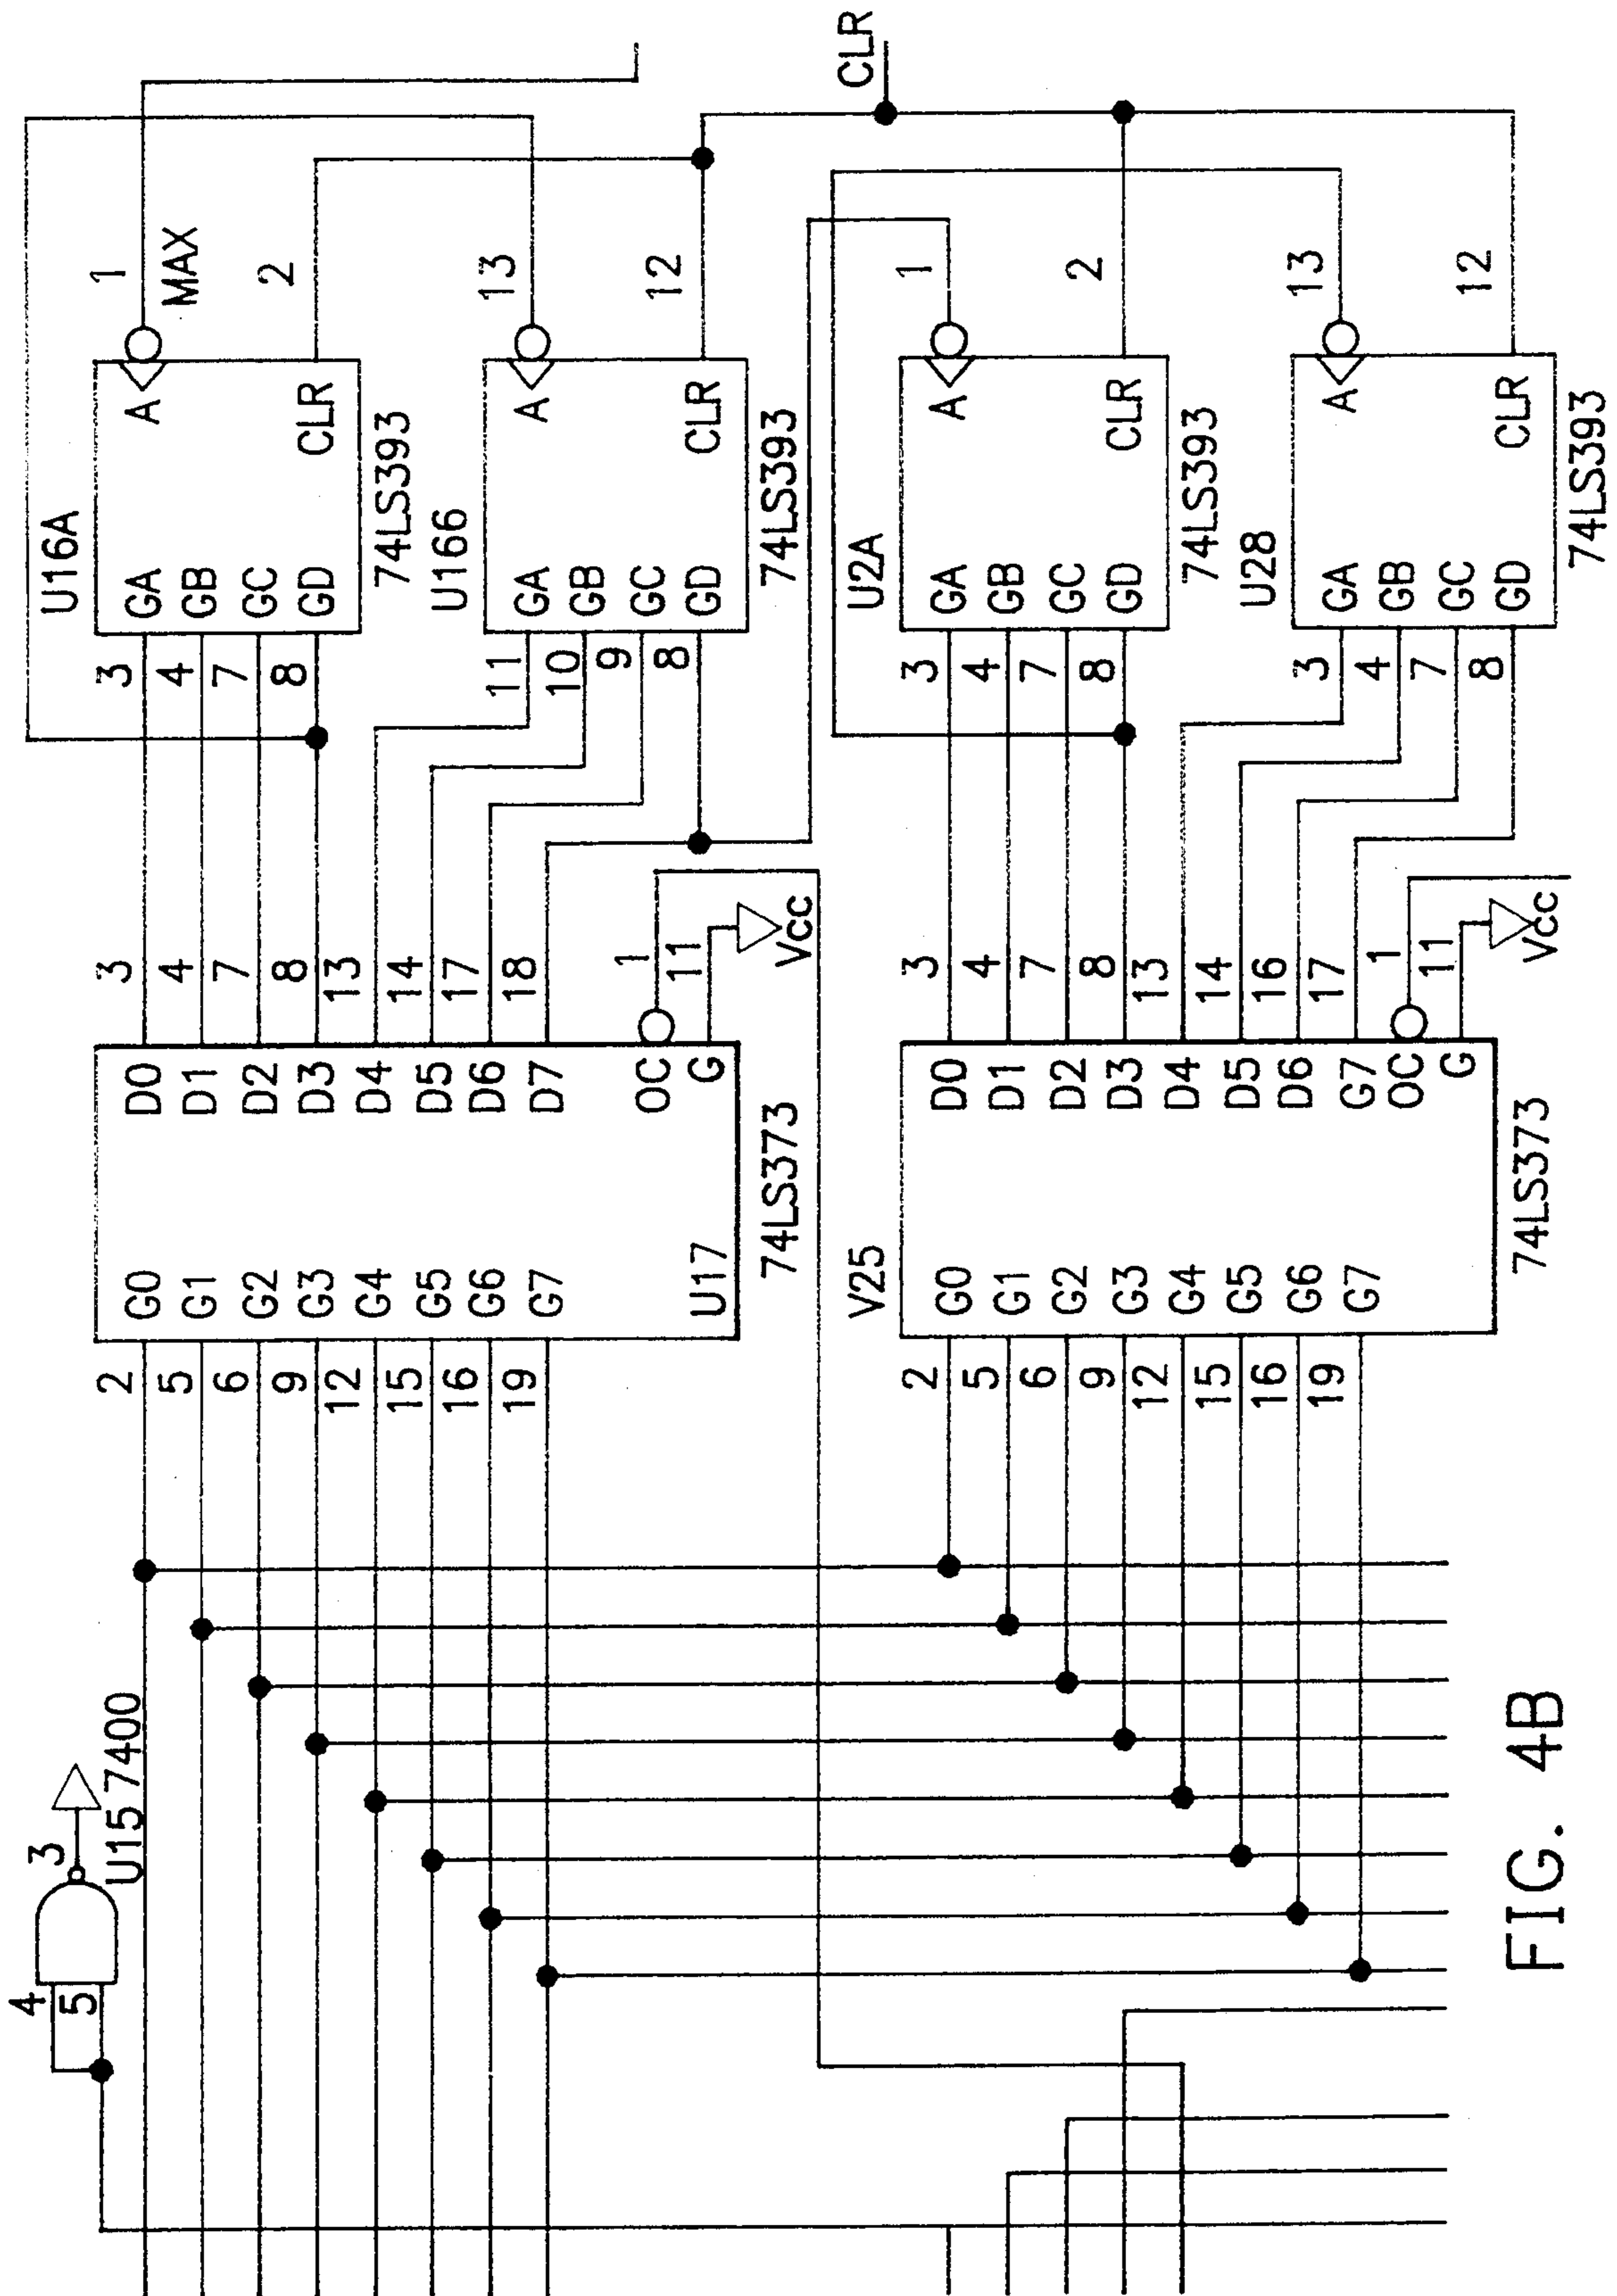 4
5
3
U15 7400
2
5
6
9
12
15
16
19
G0
G1
G2
G3
G4
G5
G6
G7
U17
D0
D1
D2
D3
D4
D5
D6
D7
OC
G
74LS373
3
4
7
8
13
14
17
18
1
11
Vcc
U16A
3
4
7
8
GA
GB
GC
GD
A
CLR
1
MAX
2
74LS393
U166
11
10
9
8
GA
GB
GC
GD
A
CLR
13
12
74LS393
CLR
V25
2
5
6
9
12
15
16
19
G0
G1
G2
G3
G4
G5
G6
G7
D0
D1
D2
D3
D4
D5
D6
G7
OC
G
74LS373
3
4
7
8
13
14
16
17
1
11
Vcc
U2A
3
4
7
8
GA
GB
GC
GD
A
CLR
1
2
74LS393
U28
3
4
7
8
GA
GB
GC
GD
A
CLR
13
12
74LS393
FIG. 4B